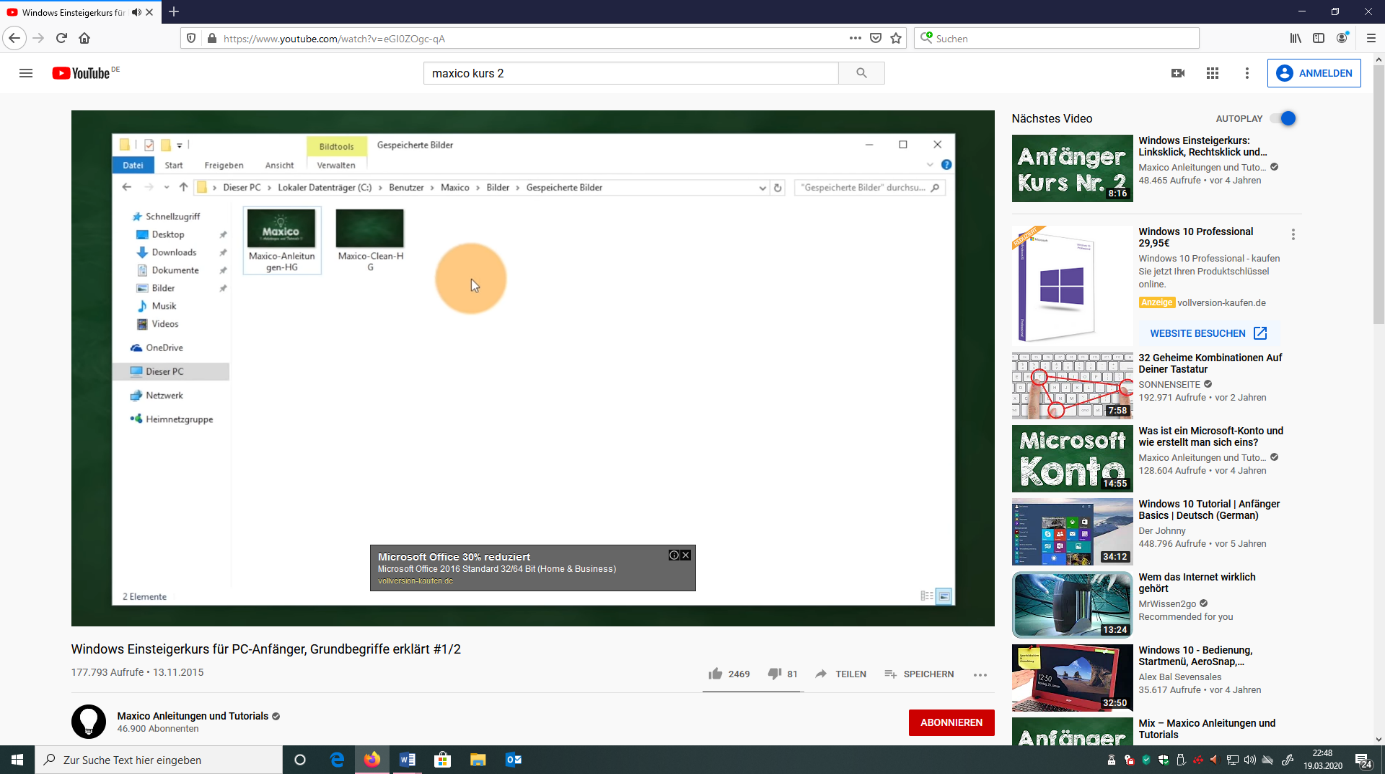 Windows Einsteigerkurs für
https://www.youtube.com/watch?v=eGI0ZOgc-qA
Suchen
YouTube DE
maxico kurs 2
ANMELDEN
Bildtools
Gespeicherte Bilder
Datei Start Freigeben Ansicht Verwalten
Dieser PC › Lokaler Datenträger (C:) › Benutzer › Maxico › Bilder › Gespeicherte Bilder
"Gespeicherte Bilder" durchsu...
Schnellzugriff
Desktop
Downloads
Dokumente
Bilder
Musik
Videos
OneDrive
Dieser PC
Netzwerk
Heimnetzgruppe
Maxico
Maxico-Anleitun
gen-HG
Maxico-Clean-H
G
Microsoft Office 30% reduziert
Microsoft Office 2016 Standard 32/64 Bit (Home & Business)
vollversion-kaufen.de
2 Elemente
Windows Einsteigerkurs für PC-Anfänger, Grundbegriffe erklärt #1/2
177.793 Aufrufe • 13.11.2015
2469 81 TEILEN SPEICHERN
Maxico Anleitungen und Tutorials
46.900 Abonnenten
ABONNIEREN
Nächstes Video
AUTOPLAY
Anfänger
Kurs Nr. 2
8:16
Windows Einsteigerkurs:
Linksklick, Rechtsklick und...
Maxico Anleitungen und Tuto...
48.465 Aufrufe • vor 4 Jahren
Windows 10 Professional
29,95€
Windows 10 Professional - kaufen
Sie jetzt Ihren Produktschlüssel
online.
Anzeige vollversion-kaufen.de
WEBSITE BESUCHEN
7:58
32 Geheime Kombinationen Auf
Deiner Tastatur
SONNENSEITE
192.971 Aufrufe • vor 2 Jahren
Microsoft
Konto
14:55
Was ist ein Microsoft-Konto und
wie erstellt man sich eins?
Maxico Anleitungen und Tuto...
128.604 Aufrufe • vor 4 Jahren
34:12
Windows 10 Tutorial | Anfänger
Basics | Deutsch (German)
Der Johnny
448.796 Aufrufe • vor 5 Jahren
13:24
Wem das Internet wirklich
gehört
MrWissen2go
Recommended for you
12:50
32:50
Windows 10 - Bedienung,
Startmenü, AeroSnap,...
Alex Bal Sevensales
35.617 Aufrufe • vor 4 Jahren
Anfänger
Mix – Maxico Anleitungen und
Tutorials
Zur Suche Text hier eingeben
22:48
19.03.2020
24